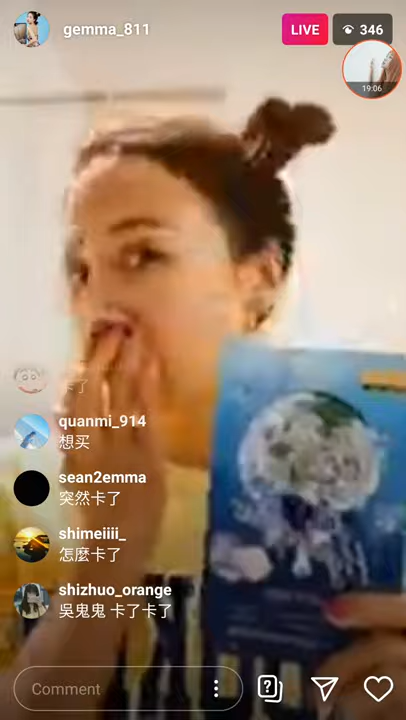 gemma_811
LIVE
346
19:06
卡了
quanmi_914
想买
sean2emma
突然卡了
shimeiiii_
怎麼卡了
shizhuo_orange
吳鬼鬼 卡了卡了
Comment